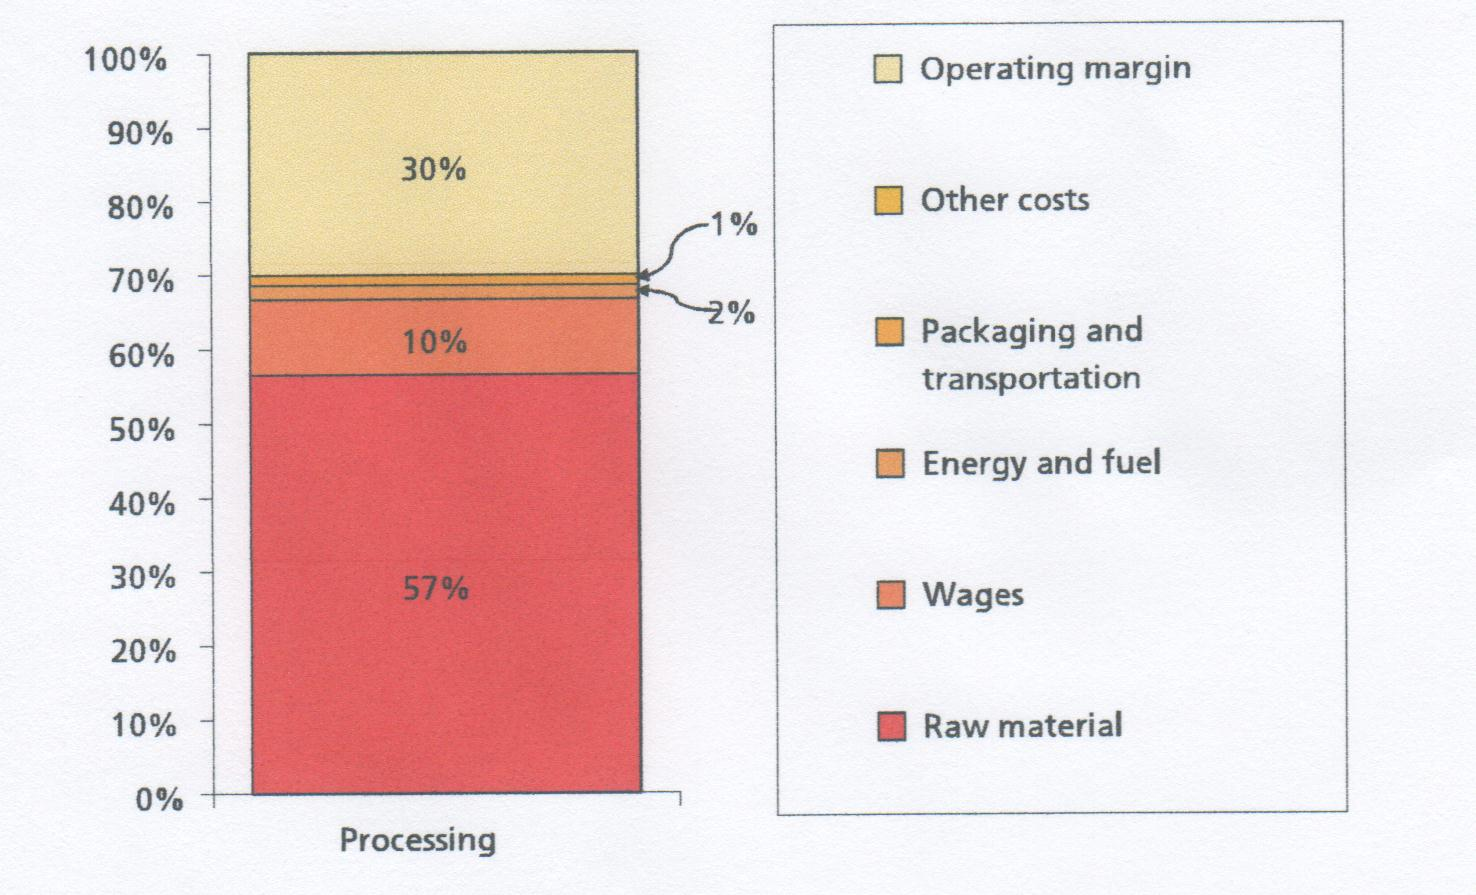 100%
90%
80%
70%
60%
50%
40%
30%
20%
10%
0%
30%
1%
2%
10%
57%
Processing
Operating margin
Other costs
Packaging and
transportation
Energy and fuel
Wages
Raw material